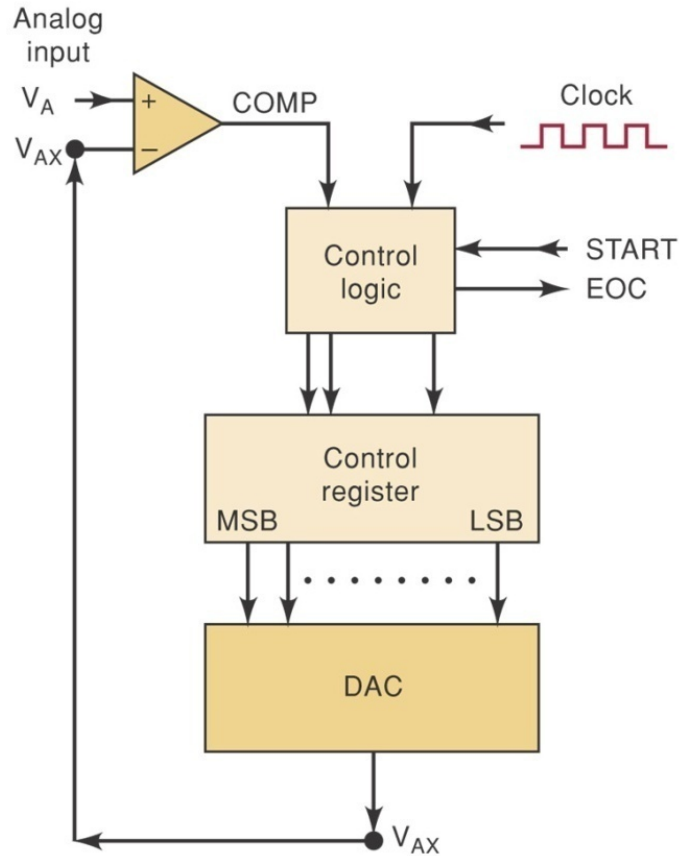 Analog
input
V_A
+
COMP
Clock
V_AX
−
Control
logic
START
EOC
Control
register
MSB
LSB
DAC
V_AX